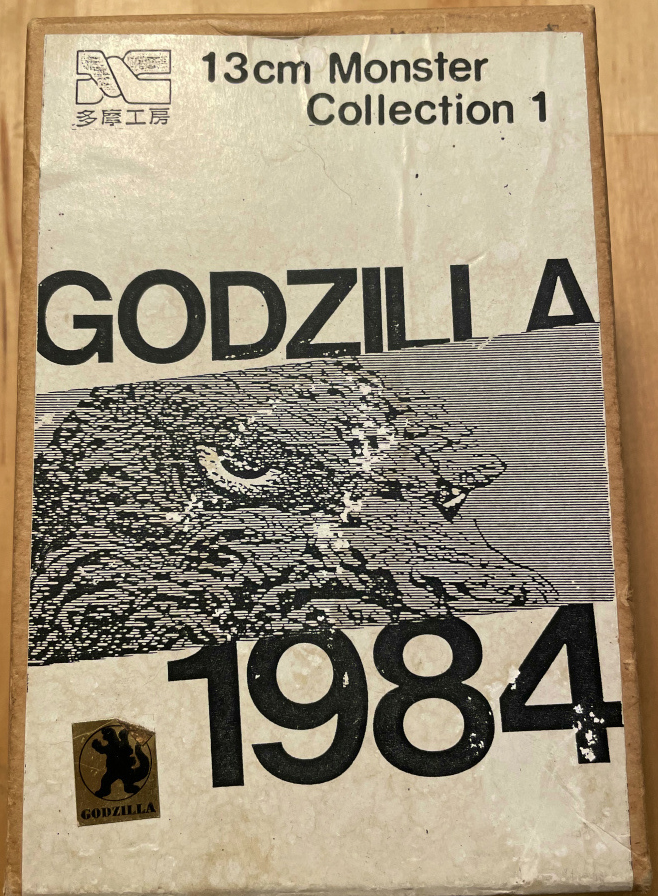 13cm Monster
Collection 1
多摩工房
GODZILLA
1984
GODZILLA